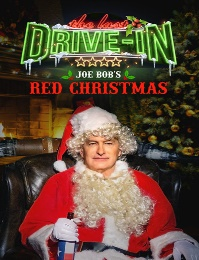 the last
DRIVE-IN
JOE BOB'S
RED CHRISTMAS